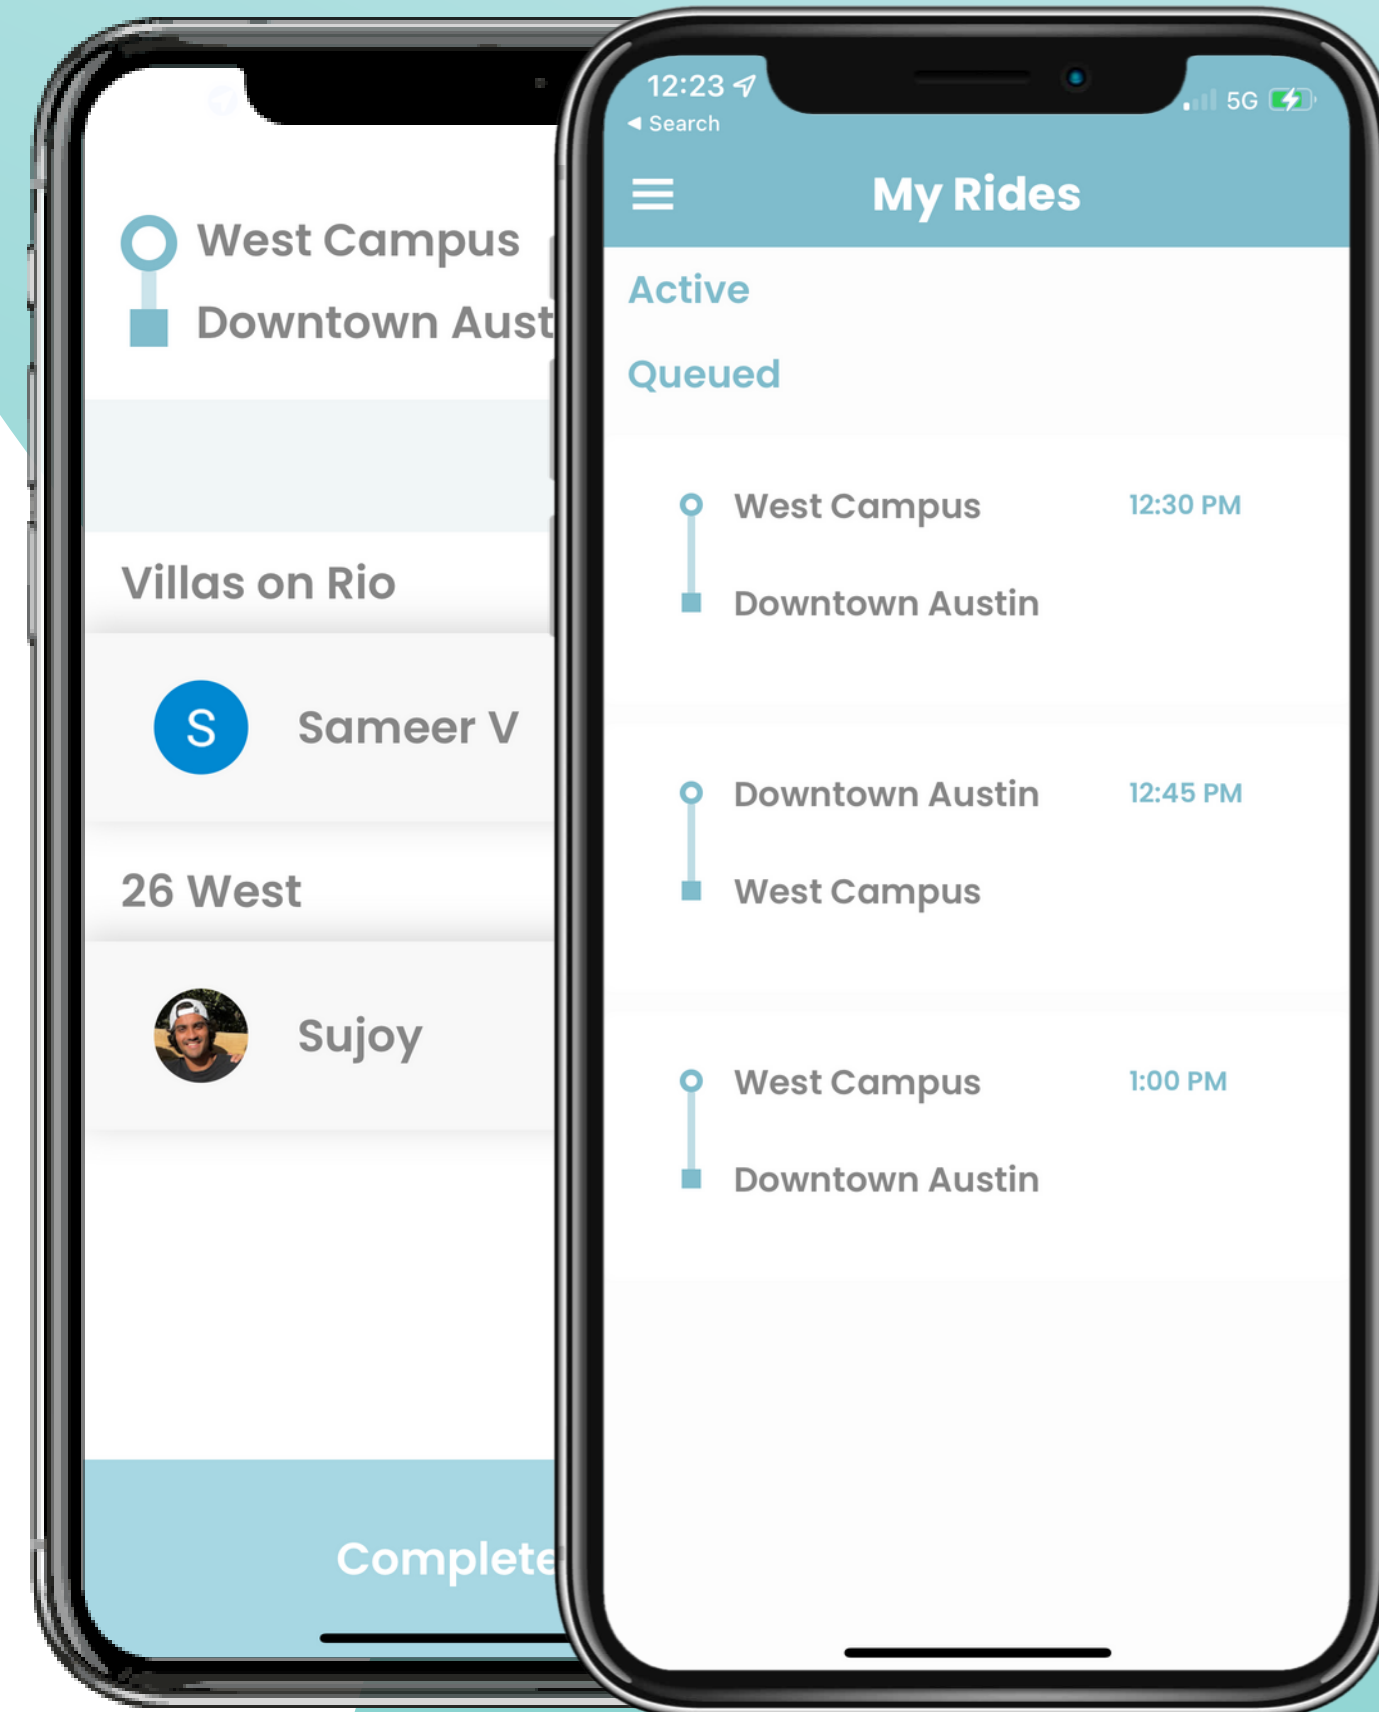 West Campus
Downtown Aust
Villas on Rio
S
Sameer V
26 West
Sujoy
Complete
12:23
Search
5G
My Rides
Active
Queued
West Campus 12:30 PM
Downtown Austin
Downtown Austin 12:45 PM
West Campus
West Campus 1:00 PM
Downtown Austin